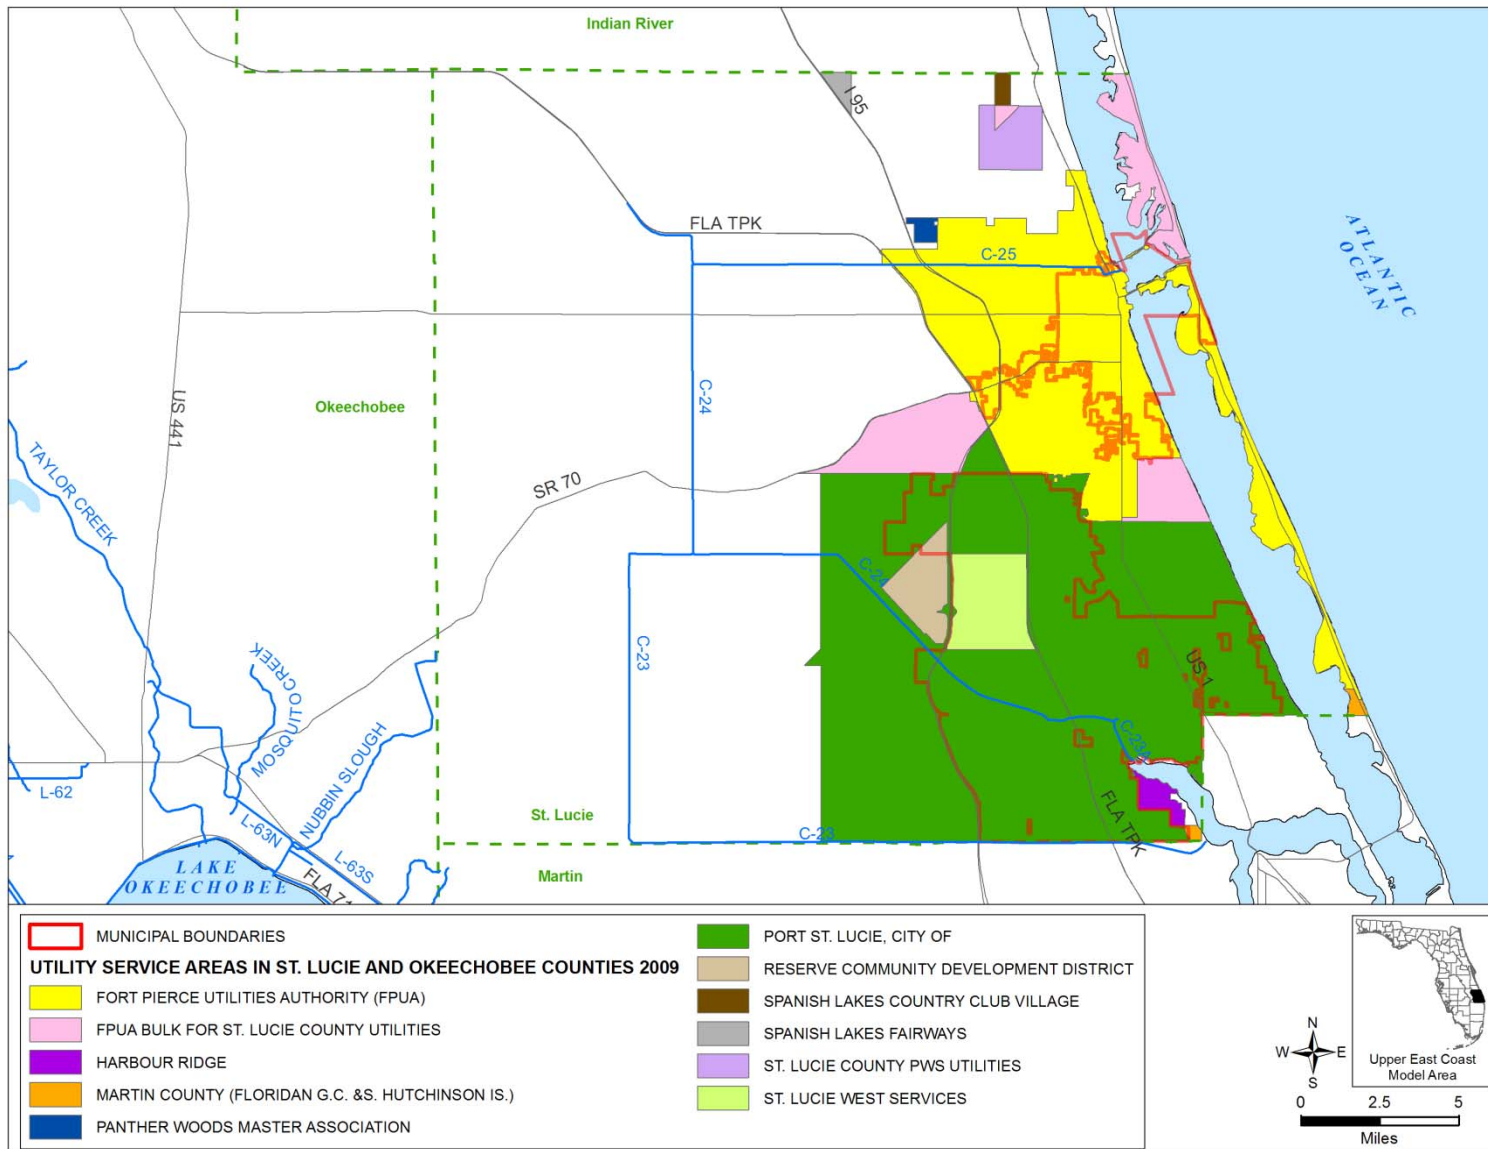 Indian River
I 95
FLA TPK
C-25
ATLANTIC
OCEAN
US 441
Okeechobee
C-24
TAYLOR CREEK
SR 70
C-24
C-23
MOSQUITO CREEK
NUBBIN SLOUGH
US 1
C-23A
L-62
L-63N
L-63S
St. Lucie
C-23
FLA TPK
LAKE
OKEECHOBEE
FLA 71
Martin
MUNICIPAL BOUNDARIES
UTILITY SERVICE AREAS IN ST. LUCIE AND OKEECHOBEE COUNTIES 2009
FORT PIERCE UTILITIES AUTHORITY (FPUA)
FPUA BULK FOR ST. LUCIE COUNTY UTILITIES
HARBOUR RIDGE
MARTIN COUNTY (FLORIDAN G.C. &S. HUTCHINSON IS.)
PANTHER WOODS MASTER ASSOCIATION
PORT ST. LUCIE, CITY OF
RESERVE COMMUNITY DEVELOPMENT DISTRICT
SPANISH LAKES COUNTRY CLUB VILLAGE
SPANISH LAKES FAIRWAYS
ST. LUCIE COUNTY PWS UTILITIES
ST. LUCIE WEST SERVICES
N
W E
S
Upper East Coast
Model Area
0 2.5 5
Miles